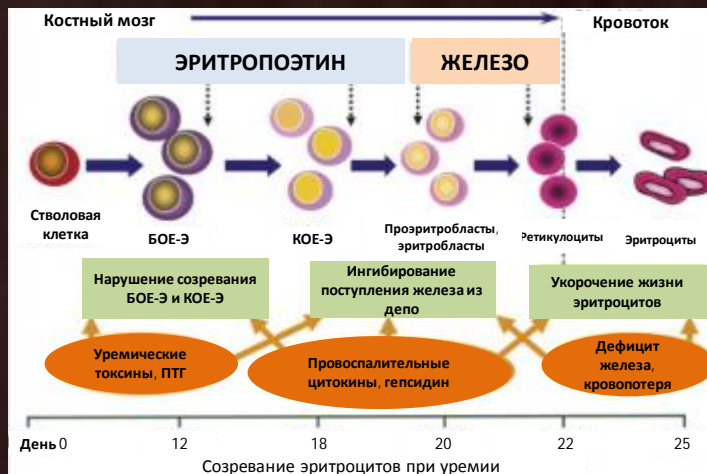 Костный мозг
Кровоток
ЭРИТРОПОЭТИН
ЖЕЛЕЗО
Стволовая
клетка
БОЕ-Э
КОЕ-Э
Проэритробласты,
эритробласты
Ретикулоциты
Эритроциты
Нарушение созревания
БОЕ-Э и КОЕ-Э
Ингибирование
поступления железа из
депо
Укорочение жизни
эритроцитов
Уремические
токсины, ПТГ
Провоспалительные
цитокины, гепсидин
Дефицит
железа,
кровопотеря
День 0 12 18 20 22 25
Созревание эритроцитов при уремии